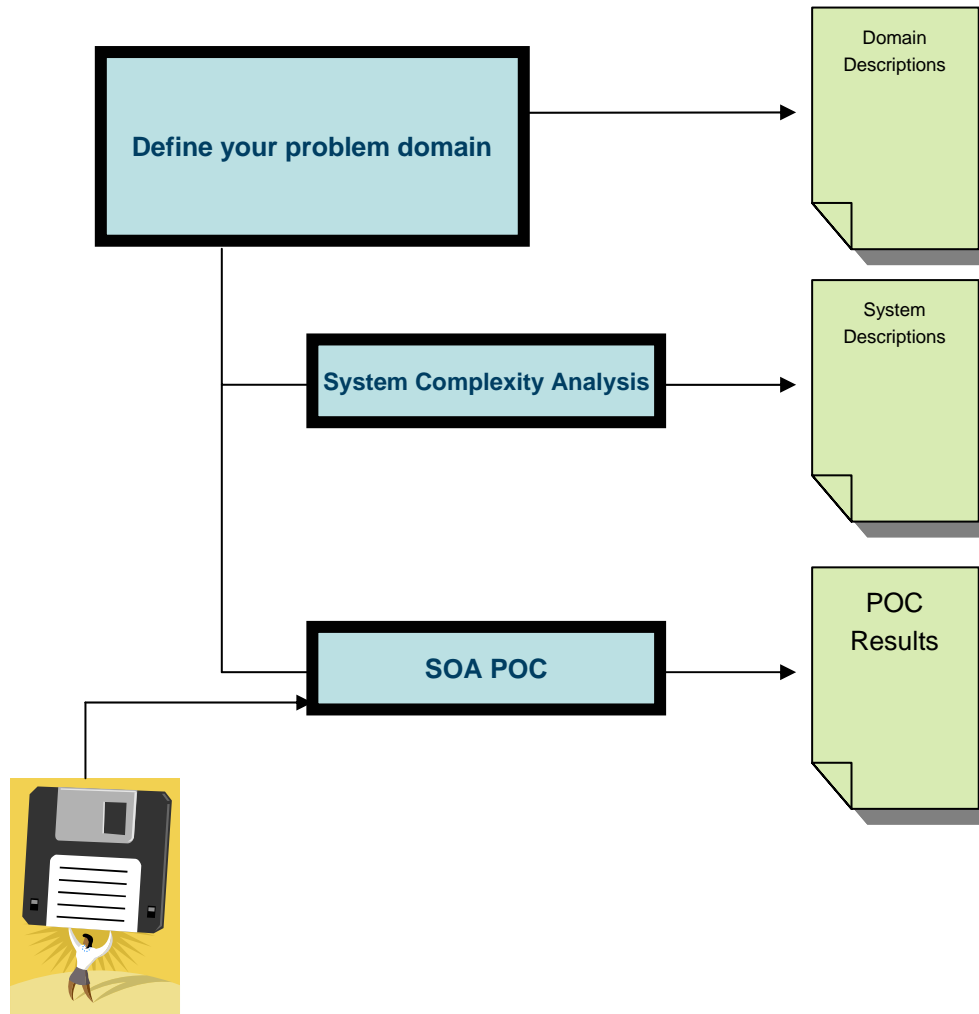 Define your problem domain
Domain
Descriptions
System Complexity Analysis
System
Descriptions
SOA POC
POC
Results